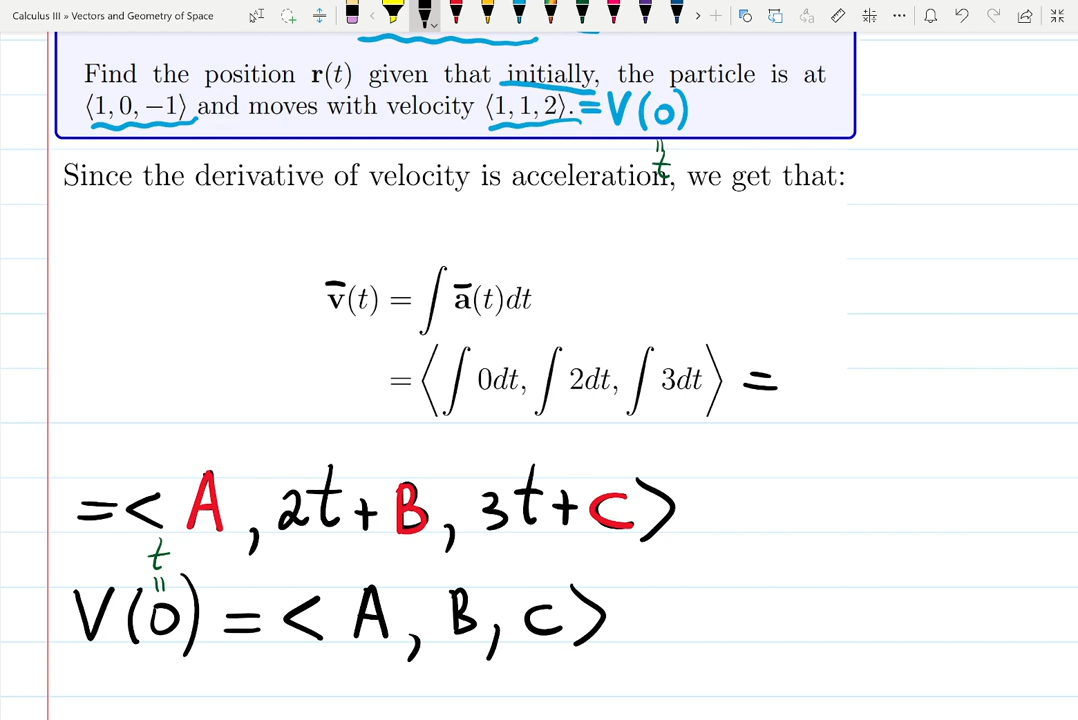 Calculus III » Vectors and Geometry of Space
Find the position r(t) given that initially, the particle is at
⟨1, 0, −1⟩ and moves with velocity ⟨1, 1, 2⟩. = V(0)
" t
Since the derivative of velocity is acceleration, we get that:
v̄(t) = ∫ ā(t)dt
= ⟨∫ 0dt, ∫ 2dt, ∫ 3dt⟩ =
= < A, 2t + B, 3t + C >
t "
V(0) = < A, B, C >